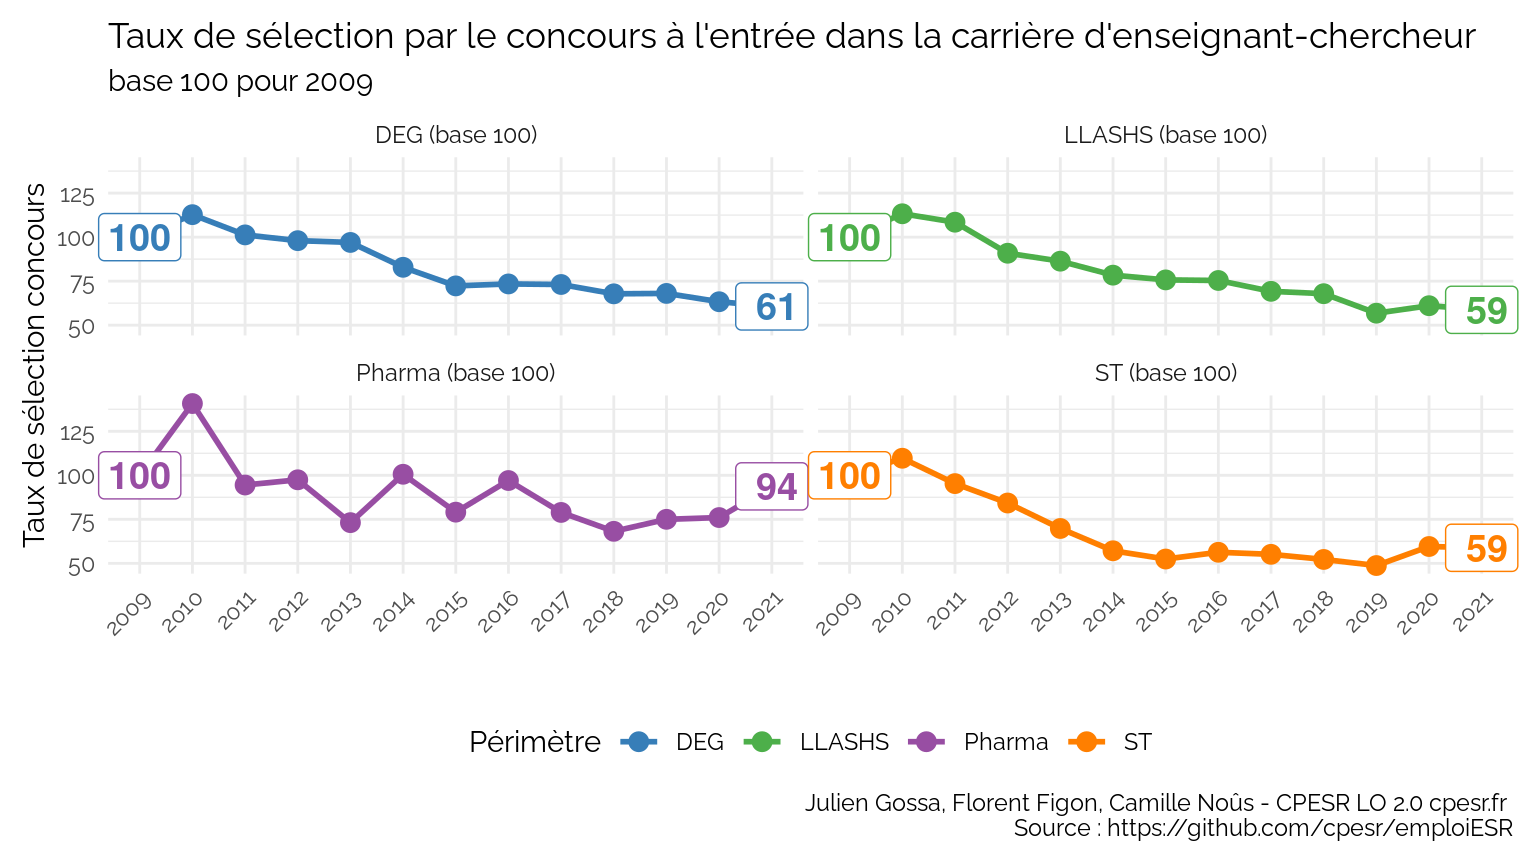 Taux de sélection par le concours à l'entrée dans la carrière d'enseignant-chercheur
base 100 pour 2009
Taux de sélection concours
DEG (base 100)
125
100
75
50
100
61
LLASHS (base 100)
100
59
Pharma (base 100)
125
100
75
50
100
94
2009 2010 2011 2012 2013 2014 2015 2016 2017 2018 2019 2020 2021
ST (base 100)
100
59
2009 2010 2011 2012 2013 2014 2015 2016 2017 2018 2019 2020 2021
Périmètre DEG LLASHS Pharma ST
Julien Gossa, Florent Figon, Camille Noûs - CPESR LO 2.0 cpesr.fr
Source : https://github.com/cpesr/emploiESR